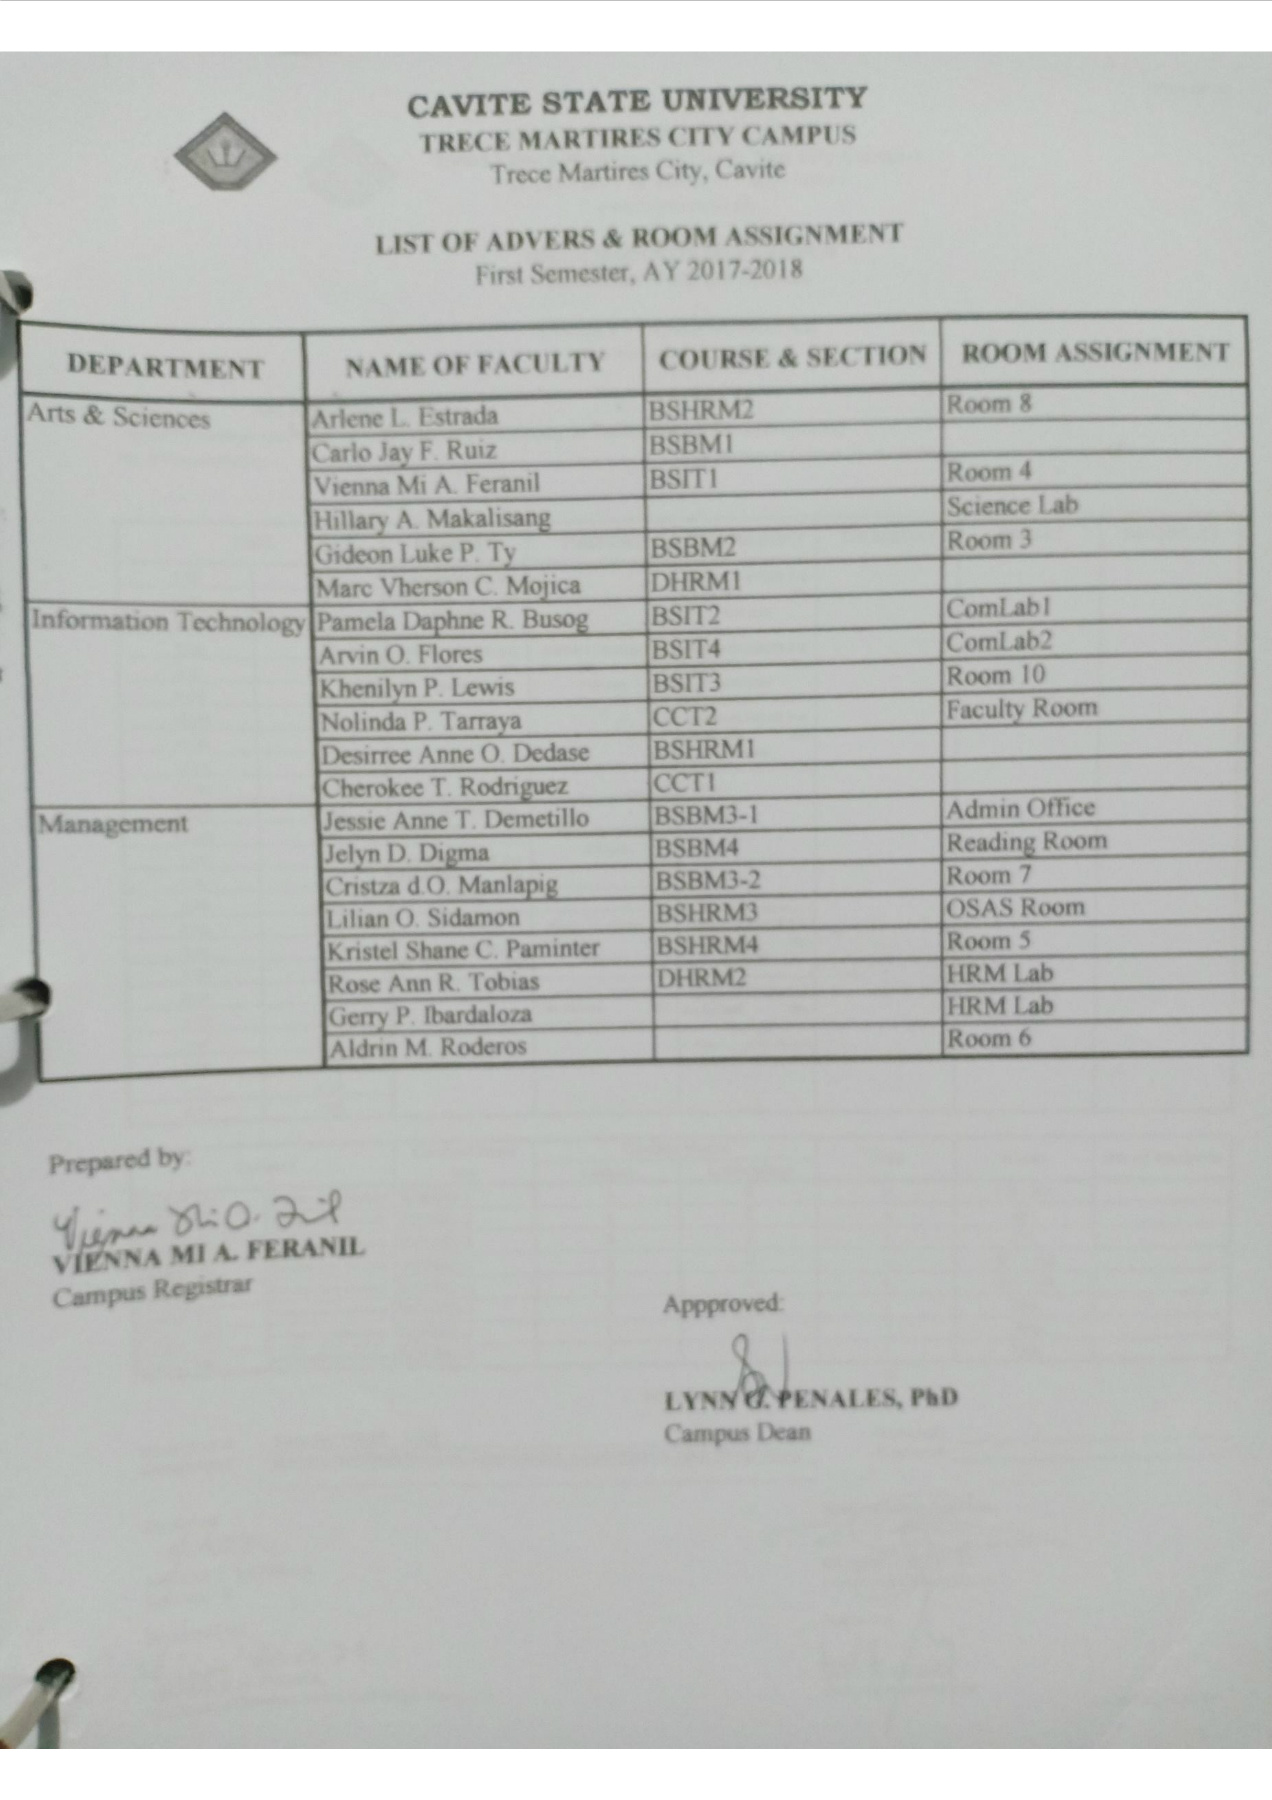 CAVITE STATE UNIVERSITY
TRECE MARTIRES CITY CAMPUS
Trece Martires City, Cavite
LIST OF ADVERS & ROOM ASSIGNMENT
First Semester, AY 2017-2018
DEPARTMENT NAME OF FACULTY COURSE & SECTION ROOM ASSIGNMENT
Arts & Sciences Arlene L. Estrada BSHRM2 Room 8
Carlo Jay F. Ruiz BSBM1
Vienna Mi A. Feranil BSIT1 Room 4
Hillary A. Makalisang Science Lab
Gideon Luke P. Ty BSBM2 Room 3
Marc Vherson C. Mojica DHRM1
Information Technology Pamela Daphne R. Busog BSIT2 ComLab1
Arvin O. Flores BSIT4 ComLab2
Khenilyn P. Lewis BSIT3 Room 10
Nolinda P. Tarraya CCT2 Faculty Room
Desirree Anne O. Dedase BSHRM1
Cherokee T. Rodriguez CCT1
Management Jessie Anne T. Demetillo BSBM3-1 Admin Office
Jelyn D. Digma BSBM4 Reading Room
Cristza d.O. Manlapig BSBM3-2 Room 7
Lilian O. Sidamon BSHRM3 OSAS Room
Kristel Shane C. Paminter BSHRM4 Room 5
Rose Ann R. Tobias DHRM2 HRM Lab
Gerry P. Ibardaloza HRM Lab
Aldrin M. Roderos Room 6
Prepared by:
VIENNA MI A. FERANIL
Campus Registrar
Appproved:
LYNN G. PENALES, PhD
Campus Dean